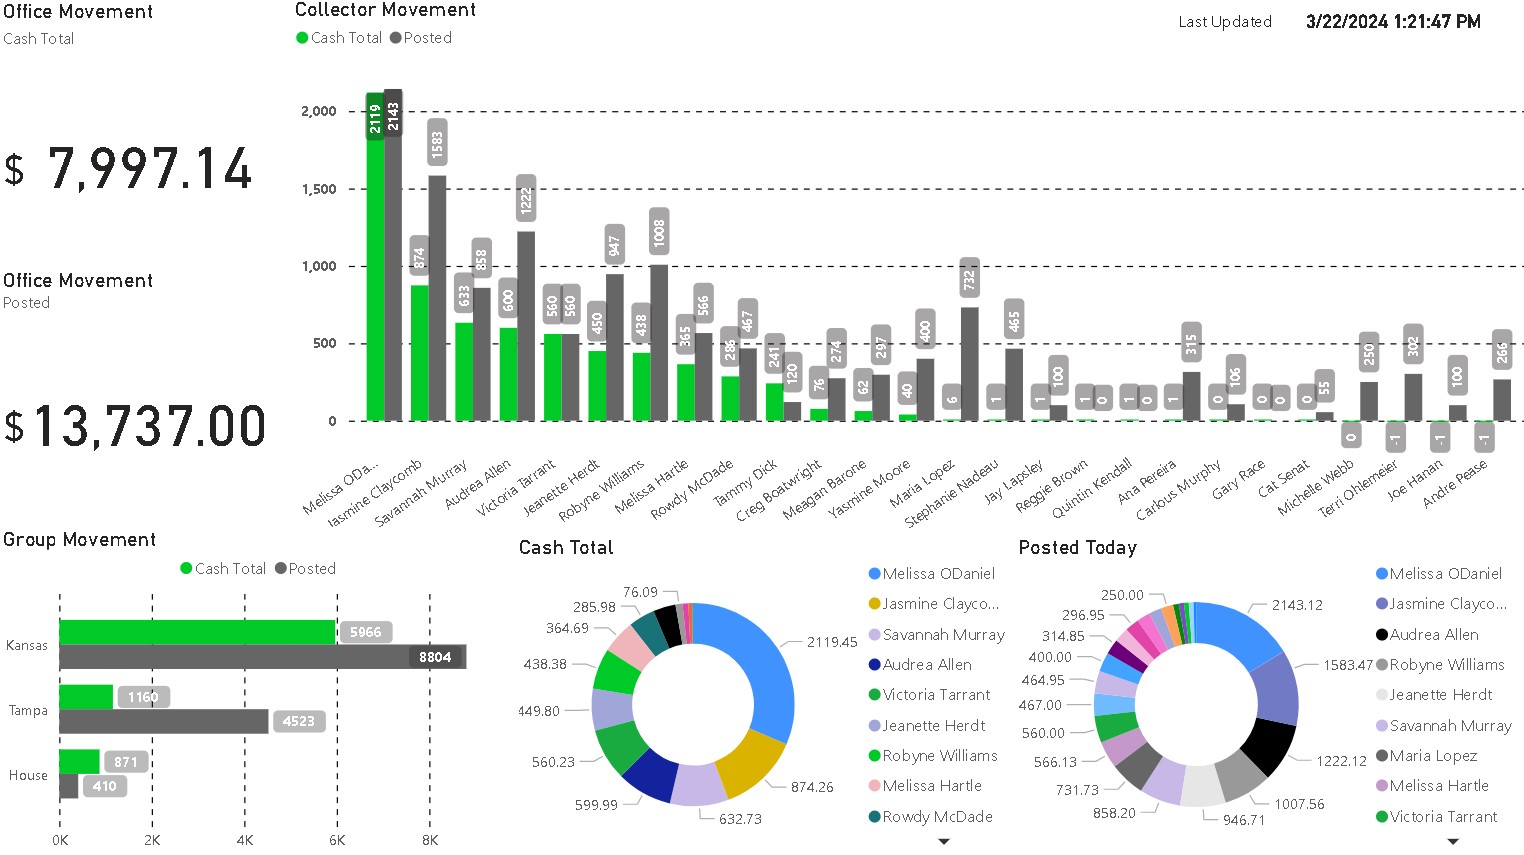 Office Movement
Cash Total
$ 7,997.14
Office Movement
Posted
$ 13,737.00
Collector Movement
Cash Total Posted
Last Updated 3/22/2024 1:21:47 PM
2,000
1,500
1,000
500
0
2119 2143
874 1583
633 858
600 1222
560 560
450 947
438 1008
365 566
286 467
241 120
76 274
62 297
40 400
6 732
1 465
1 100
1 0
1 0
1 315
0 106
0 0
0 55
0 250
-1 302
-1 100
-1 266
Melissa ODa...
Jasmine Claycomb
Savannah Murray
Audrea Allen
Victoria Tarrant
Jeanette Herdt
Robyne Williams
Melissa Hartle
Rowdy McDade
Tammy Dick
Creg Boatwright
Meagan Barone
Yasmine Moore
Maria Lopez
Stephanie Nadeau
Jay Lapsley
Reggie Brown
Quintin Kendall
Ana Pereira
Carlous Murphy
Gary Race
Cat Senat
Michelle Webb
Terri Ohlemeier
Joe Hanan
Andre Pease
Group Movement
Cash Total Posted
Kansas
5966
8804
Tampa
1160
4523
House
871
410
0K 2K 4K 6K 8K
Cash Total
76.09
285.98
364.69
438.38
449.80
560.23
599.99
632.73
874.26
2119.45
Melissa ODaniel
Jasmine Clayco...
Savannah Murray
Audrea Allen
Victoria Tarrant
Jeanette Herdt
Robyne Williams
Melissa Hartle
Rowdy McDade
Posted Today
250.00
296.95
314.85
400.00
464.95
467.00
560.00
566.13
731.73
858.20
946.71
1007.56
1222.12
1583.47
2143.12
Melissa ODaniel
Jasmine Clayco...
Audrea Allen
Robyne Williams
Jeanette Herdt
Savannah Murray
Maria Lopez
Melissa Hartle
Victoria Tarrant